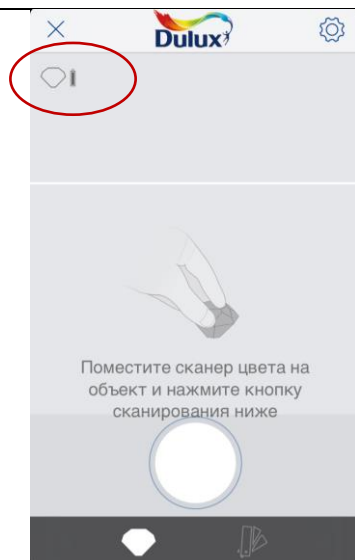 Dulux
Поместите сканер цвета на
объект и нажмите кнопку
сканирования ниже